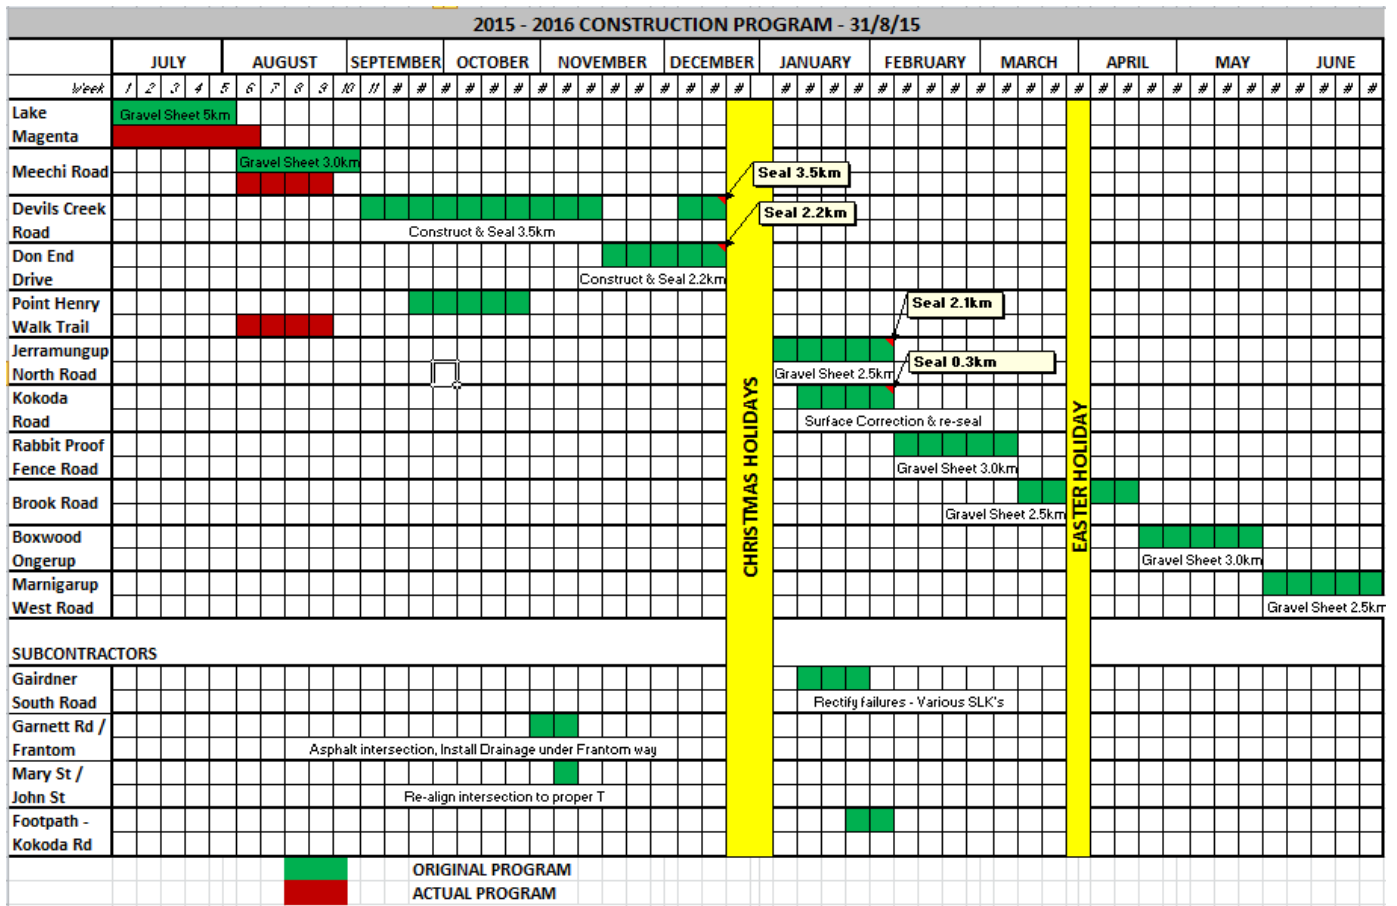 2015 - 2016 CONSTRUCTION PROGRAM - 31/8/15
JULY AUGUST SEPTEMBER OCTOBER NOVEMBER DECEMBER JANUARY FEBRUARY MARCH APRIL MAY JUNE
Week 1 2 3 4 5 6 7 8 9 10 11 # # # # # # # # # # # # # # # # # # # # # # # # # # # # # # # # # # # # # # # #
Lake Gravel Sheet 5km
Magenta
Meechi Road Gravel Sheet 3.0km
Seal 3.5km
Devils Creek
Seal 2.2km
Road Construct & Seal 3.5km
Don End
Drive Construct & Seal 2.2km
Point Henry Seal 2.1km
Walk Trail
Jerramungup
Seal 0.3km
North Road Gravel Sheet 2.5km
Kokoda
Road Surface Correction & re-seal
Rabbit Proof
Fence Road Gravel Sheet 3.0km
Brook Road Gravel Sheet 2.5km
CHRISTMAS HOLIDAYS
EASTER HOLIDAY
Boxwood
Ongerup Gravel Sheet 3.0km
Marnigarup
West Road Gravel Sheet 2.5km
SUBCONTRACTORS
Gairdner
South Road Rectify failures - Various SLK's
Garnett Rd /
Frantom Asphalt intersection, Install Drainage under Frantom way
Mary St /
John St Re-align intersection to proper T
Footpath -
Kokoda Rd
ORIGINAL PROGRAM
ACTUAL PROGRAM